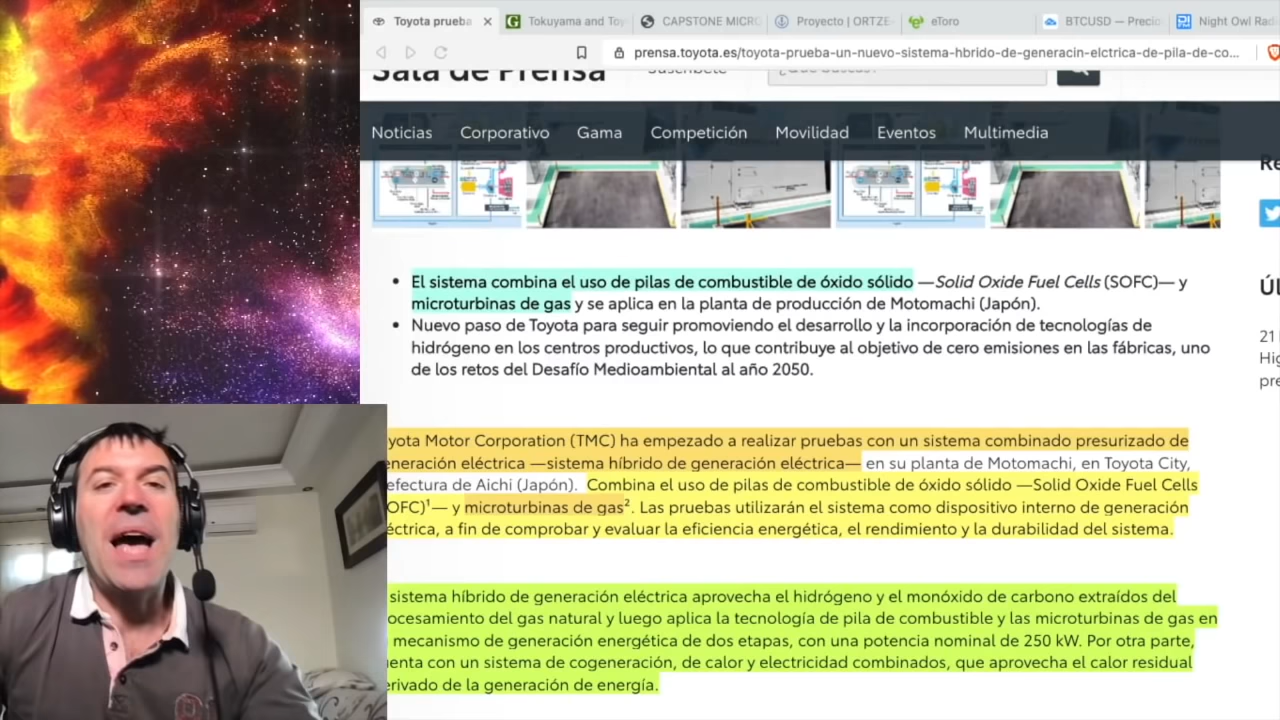 Toyota prueba
Tokuyama and Toy
CAPSTONE MICRO
Proyecto | ORTZE
eToro
BTCUSD — Precio
Night Owl Rad
prensa.toyota.es/toyota-prueba-un-nuevo-sistema-hbrido-de-generacin-elctrica-de-pila-de-co...
Sala de Prensa
Suscríbete
Noticias Corporativo Gama Competición Movilidad Eventos Multimedia
Re
• El sistema combina el uso de pilas de combustible de óxido sólido —Solid Oxide Fuel Cells (SOFC)— y
microturbinas de gas y se aplica en la planta de producción de Motomachi (Japón).
• Nuevo paso de Toyota para seguir promoviendo el desarrollo y la incorporación de tecnologías de
hidrógeno en los centros productivos, lo que contribuye al objetivo de cero emisiones en las fábricas, uno
de los retos del Desafío Medioambiental al año 2050.
Úl
21
Hig
pre
yota Motor Corporation (TMC) ha empezado a realizar pruebas con un sistema combinado presurizado de
eneración eléctrica —sistema híbrido de generación eléctrica— en su planta de Motomachi, en Toyota City,
efectura de Aichi (Japón). Combina el uso de pilas de combustible de óxido sólido —Solid Oxide Fuel Cells
OFC)¹— y microturbinas de gas². Las pruebas utilizarán el sistema como dispositivo interno de generación
éctrica, a fin de comprobar y evaluar la eficiencia energética, el rendimiento y la durabilidad del sistema.
sistema híbrido de generación eléctrica aprovecha el hidrógeno y el monóxido de carbono extraídos del
ocesamiento del gas natural y luego aplica la tecnología de pila de combustible y las microturbinas de gas en
mecanismo de generación energética de dos etapas, con una potencia nominal de 250 kW. Por otra parte,
enta con un sistema de cogeneración, de calor y electricidad combinados, que aprovecha el calor residual
erivado de la generación de energía.